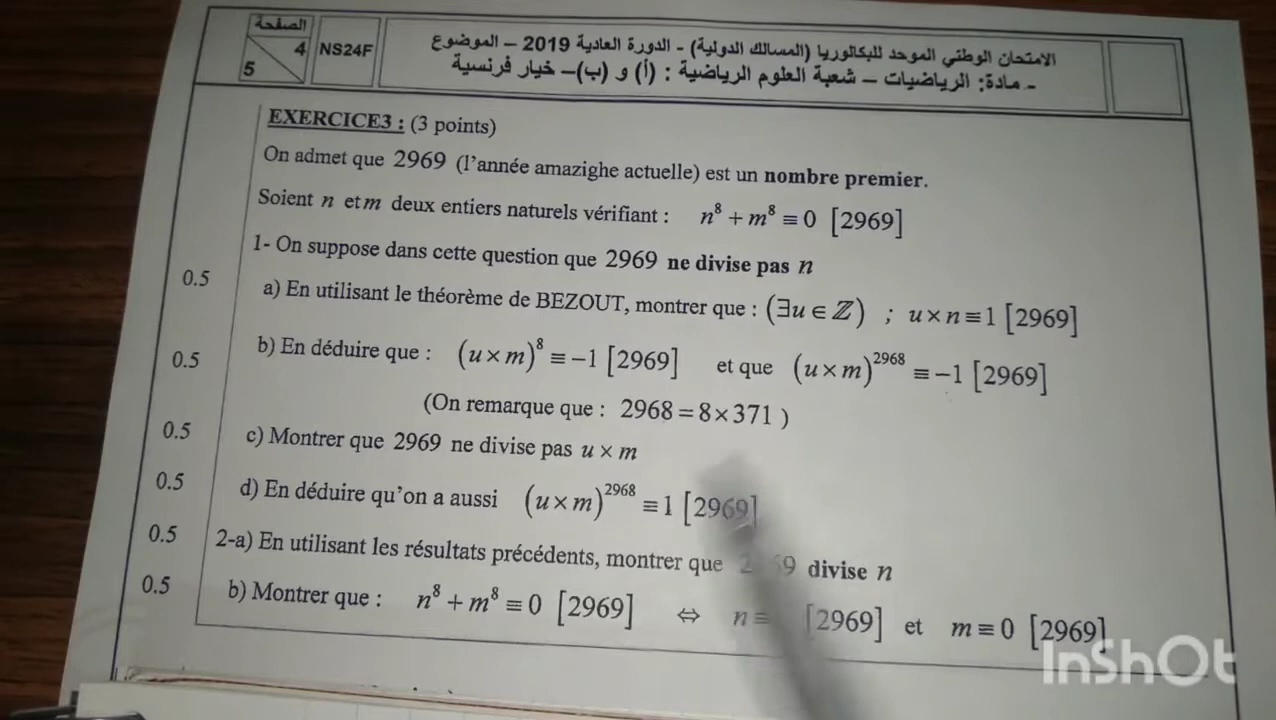 الصفحة
4
5
NS24F
الامتحان الوطني الموحد للبكالوريا (المسالك الدولية) - الدورة العادية 2019 – الموضوع
- مادة: الرياضيات – شعبة العلوم الرياضية : (أ) و (ب)– خيار فرنسية
EXERCICE3 : (3 points)
On admet que 2969 (l'année amazighe actuelle) est un nombre premier.
Soient n et m deux entiers naturels vérifiant : n⁸ + m⁸ ≡ 0 [2969]
1- On suppose dans cette question que 2969 ne divise pas n
0.5 a) En utilisant le théorème de BEZOUT, montrer que : (∃u ∈ ℤ) ; u × n ≡ 1 [2969]
0.5 b) En déduire que : (u × m)⁸ ≡ −1 [2969] et que (u × m)²⁹⁶⁸ ≡ −1 [2969]
(On remarque que : 2968 = 8 × 371 )
0.5 c) Montrer que 2969 ne divise pas u × m
0.5 d) En déduire qu'on a aussi (u × m)²⁹⁶⁸ ≡ 1 [2969]
0.5 2-a) En utilisant les résultats précédents, montrer que 2 69 divise n
0.5 b) Montrer que : n⁸ + m⁸ ≡ 0 [2969] ⇔ n ≡ [2969] et m ≡ 0 [2969]
InShOt